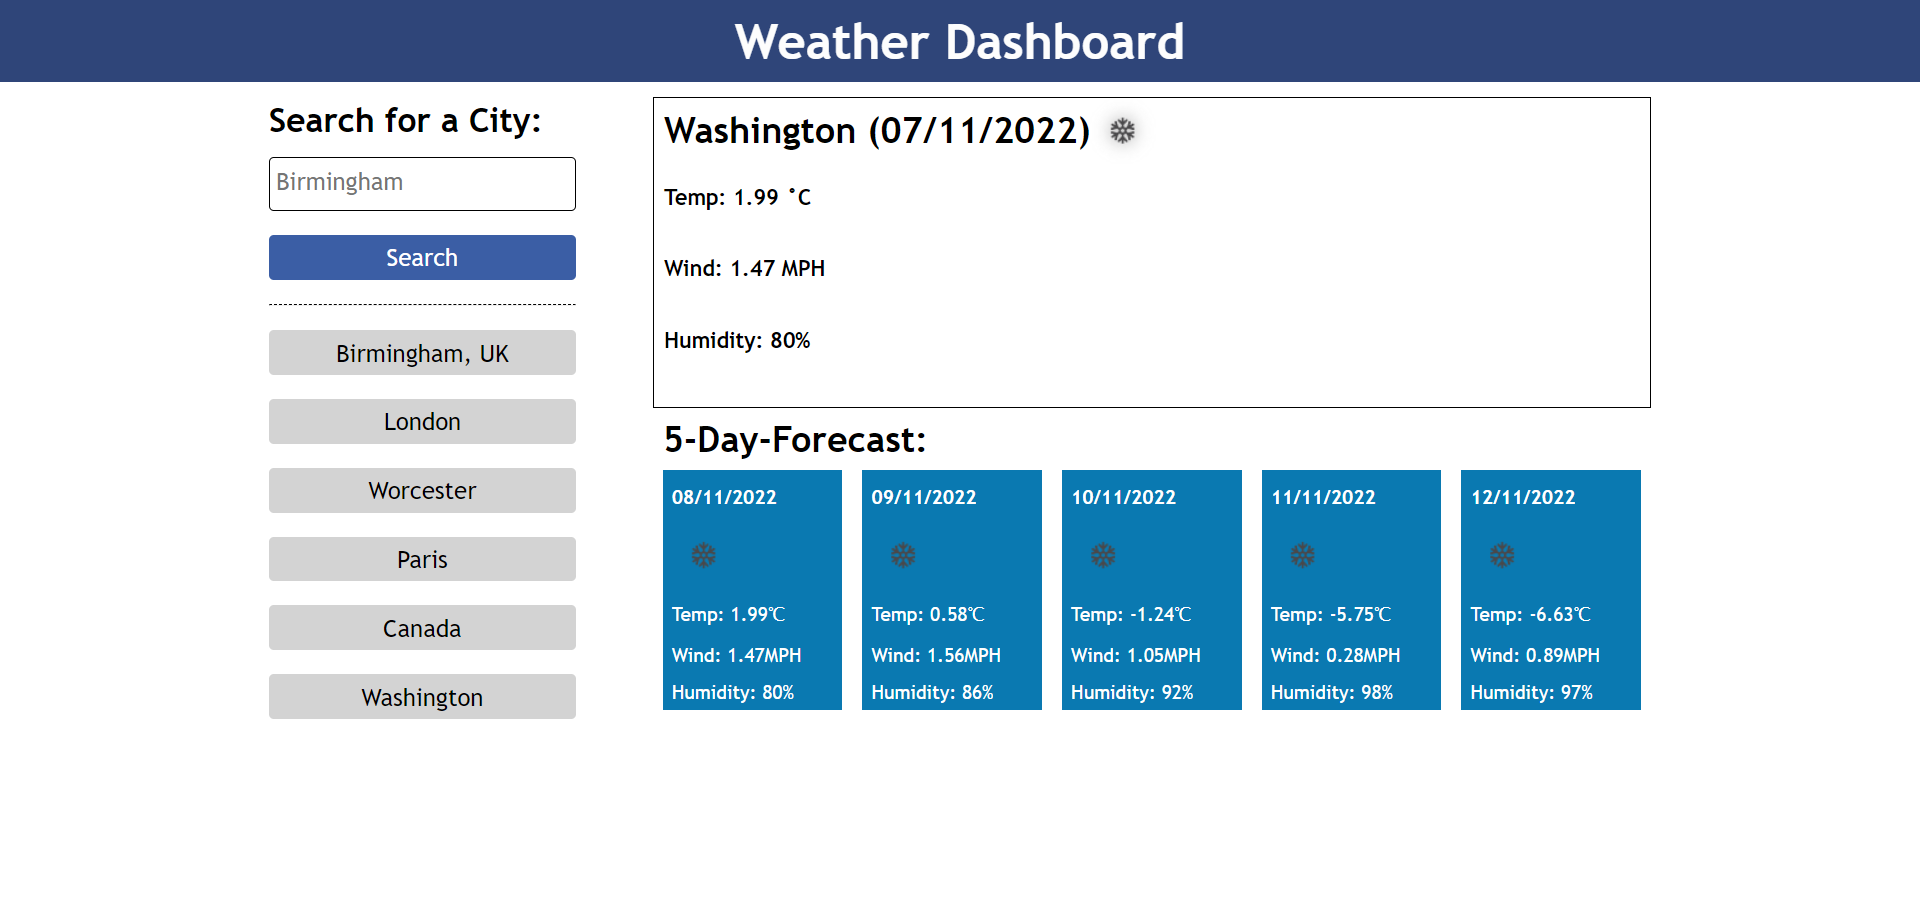 Weather Dashboard
Search for a City:
Birmingham
Search
Birmingham, UK
London
Worcester
Paris
Canada
Washington
Washington (07/11/2022)
Temp: 1.99 °C
Wind: 1.47 MPH
Humidity: 80%
5-Day-Forecast:
08/11/2022
Temp: 1.99℃
Wind: 1.47MPH
Humidity: 80%
09/11/2022
Temp: 0.58℃
Wind: 1.56MPH
Humidity: 86%
10/11/2022
Temp: -1.24℃
Wind: 1.05MPH
Humidity: 92%
11/11/2022
Temp: -5.75℃
Wind: 0.28MPH
Humidity: 98%
12/11/2022
Temp: -6.63℃
Wind: 0.89MPH
Humidity: 97%